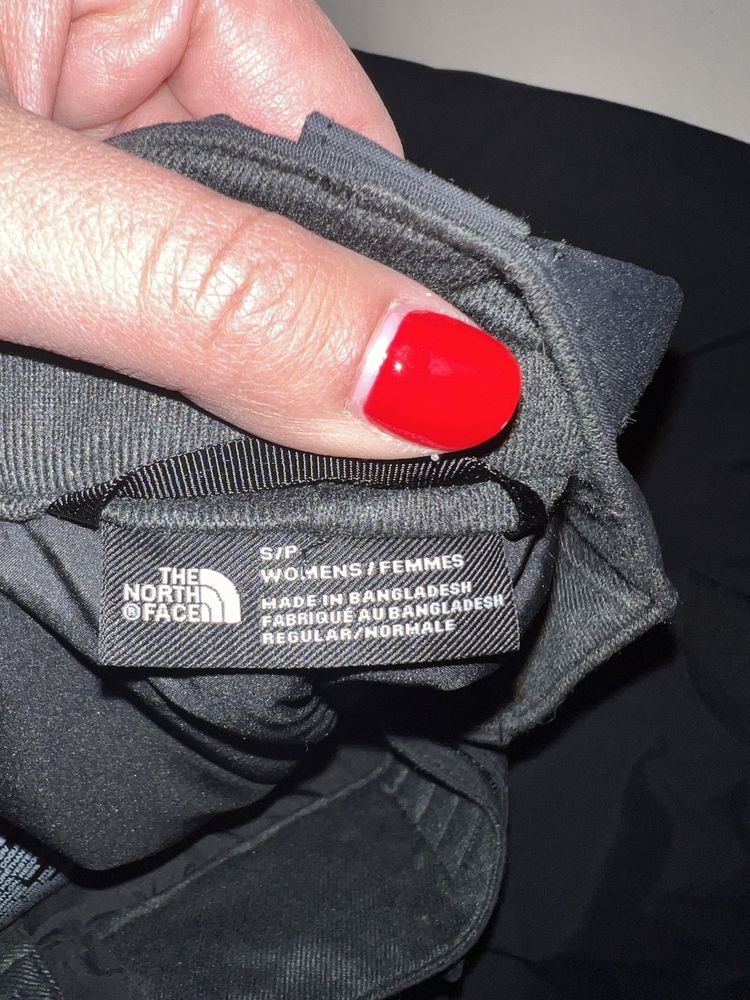 THE
NORTH
® FACE
S/P
WOMENS / FEMMES
MADE IN BANGLADESH
FABRIQUÉ AU BANGLADESH
REGULAR/NORMALE